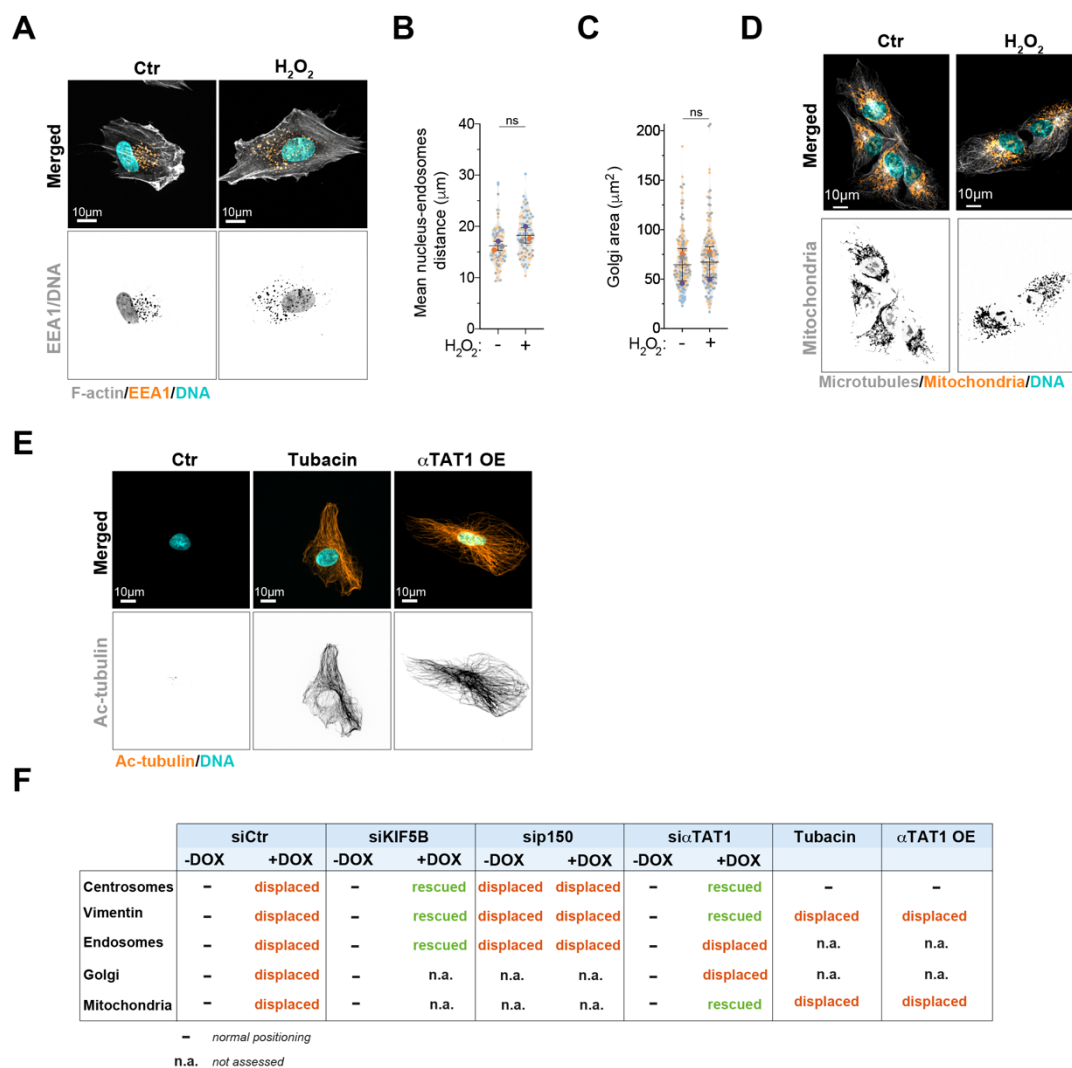 A
Ctr
H₂O₂
Merged
10µm
10µm
EEA1/DNA
F-actin/EEA1/DNA
B
ns
40
30
20
10
0
Mean nucleus-endosomes
distance (µm)
H₂O₂: - +
C
ns
200
150
100
50
0
Golgi area (µm²)
H₂O₂: - +
D
Ctr
H₂O₂
Merged
10µm
10µm
Mitochondria
Microtubules/Mitochondria/DNA
E
Ctr
Tubacin
αTAT1 OE
Merged
10µm
10µm
10µm
Ac-tubulin
Ac-tubulin/DNA
F
siCtr siKIF5B sip150 siαTAT1 Tubacin αTAT1 OE
-DOX +DOX -DOX +DOX -DOX +DOX -DOX +DOX
Centrosomes – displaced – rescued displaced displaced – rescued – –
Vimentin – displaced – rescued displaced displaced – rescued displaced displaced
Endosomes – displaced – rescued displaced displaced – displaced n.a. n.a.
Golgi – displaced – n.a. n.a. n.a. – displaced n.a. n.a.
Mitochondria – displaced – n.a. n.a. n.a. – rescued displaced displaced
– normal positioning
n.a. not assessed